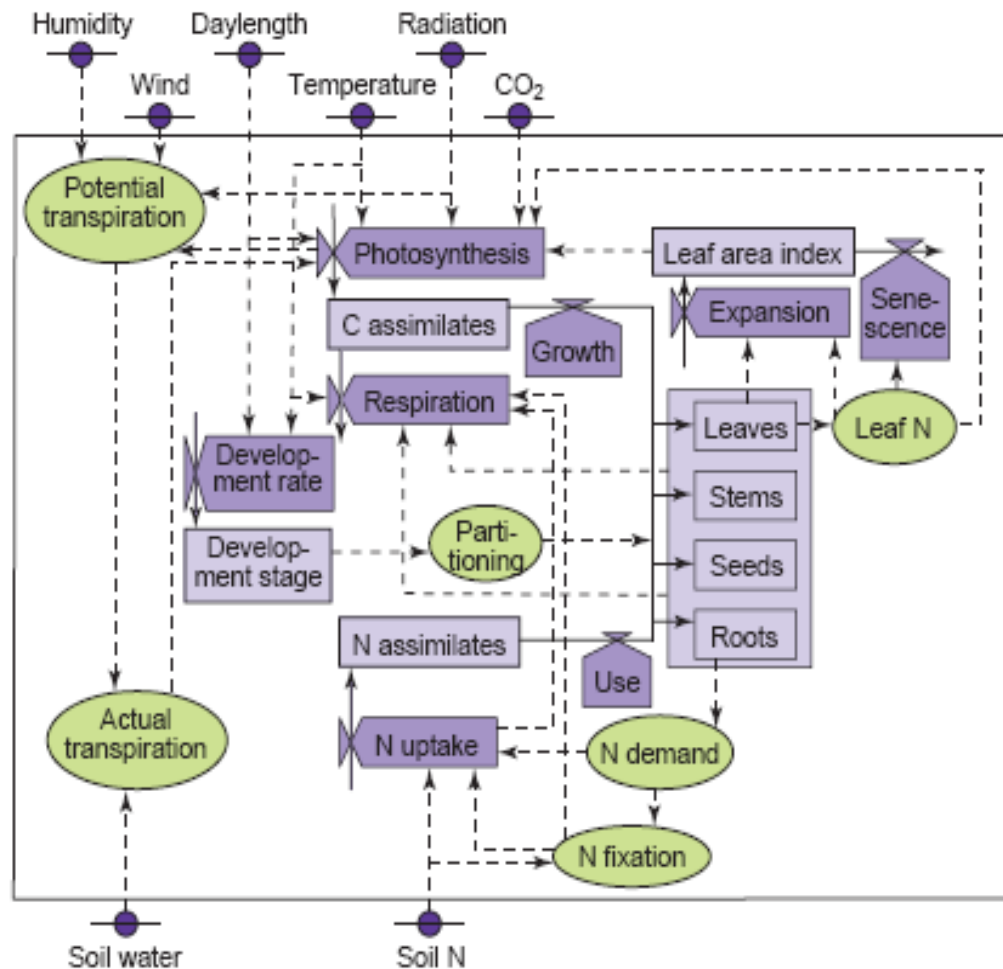 Humidity
Daylength
Radiation
Wind
Temperature
CO₂
Potential
transpiration
Photosynthesis
Leaf area index
C assimilates
Growth
Expansion
Sene-
scence
Respiration
Leaves
Leaf N
Develop-
ment rate
Stems
Develop-
ment stage
Parti-
tioning
Seeds
Roots
N assimilates
Use
Actual
transpiration
N uptake
N demand
N fixation
Soil water
Soil N